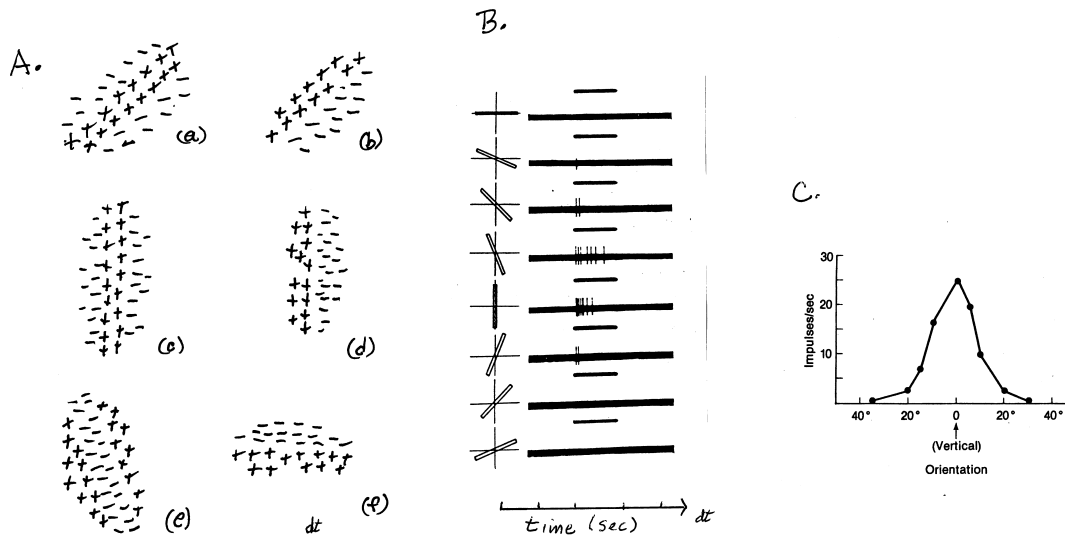 A.
(a)
(b)
(c)
(d)
(e)
(f)
dt
B.
time (sec)
dt
C.
Impulses/sec
30
20
10
40° 20° 0 20° 40°
(Vertical)
Orientation